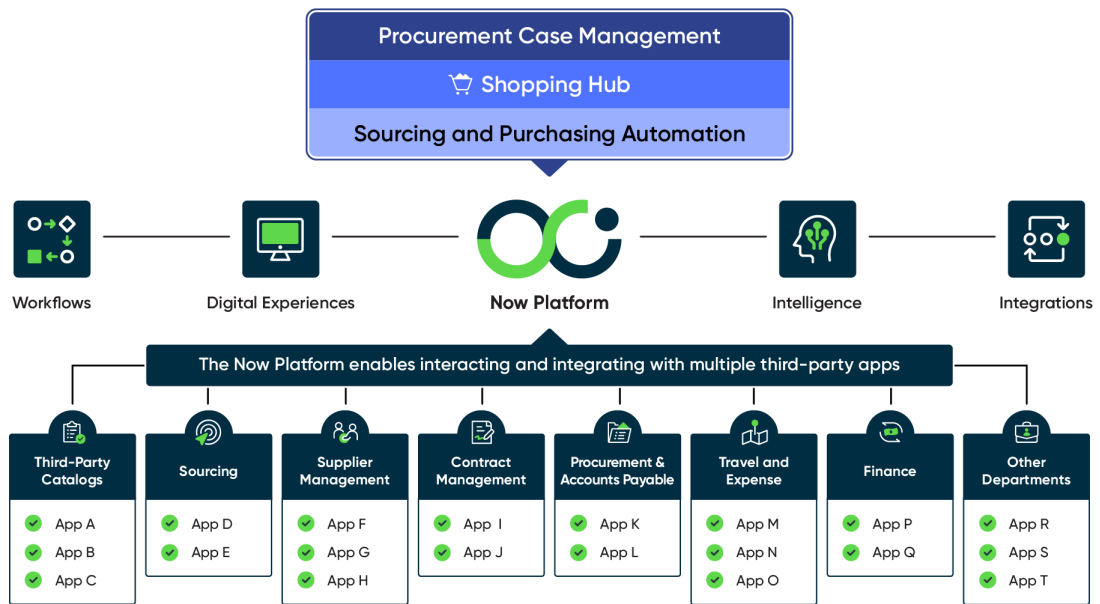 Procurement Case Management
Shopping Hub
Sourcing and Purchasing Automation
Workflows
Digital Experiences
Now Platform
Intelligence
Integrations
The Now Platform enables interacting and integrating with multiple third-party apps
Third-Party
Catalogs
App A
App B
App C
Sourcing
App D
App E
Supplier
Management
App F
App G
App H
Contract
Management
App I
App J
Procurement &
Accounts Payable
App K
App L
Travel and
Expense
App M
App N
App O
Finance
App P
App Q
Other
Departments
App R
App S
App T